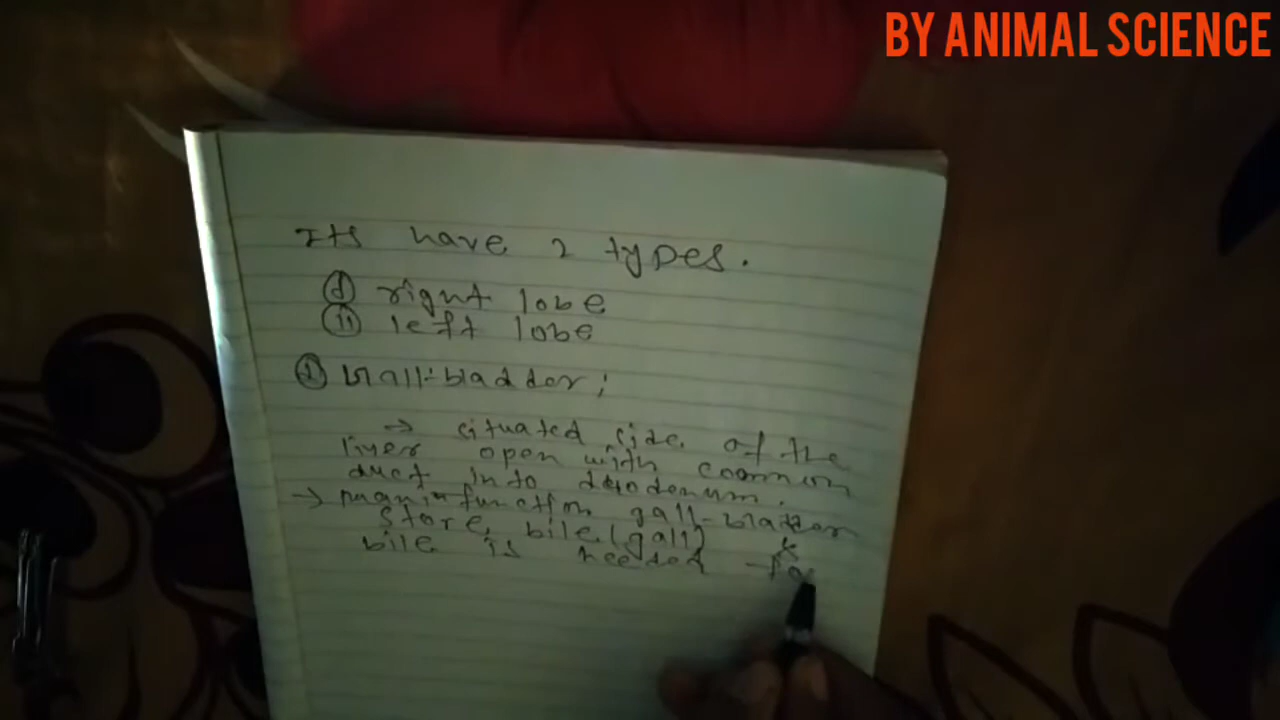 BY ANIMAL SCIENCE
Its have 2 types.
(i) right lobe
(ii) left lobe
② Gall-bladder;
→ situated side of the
liver open with common
duct into duodenum.
→ main function gall-bladder
store bile (gall)
bile is needed for